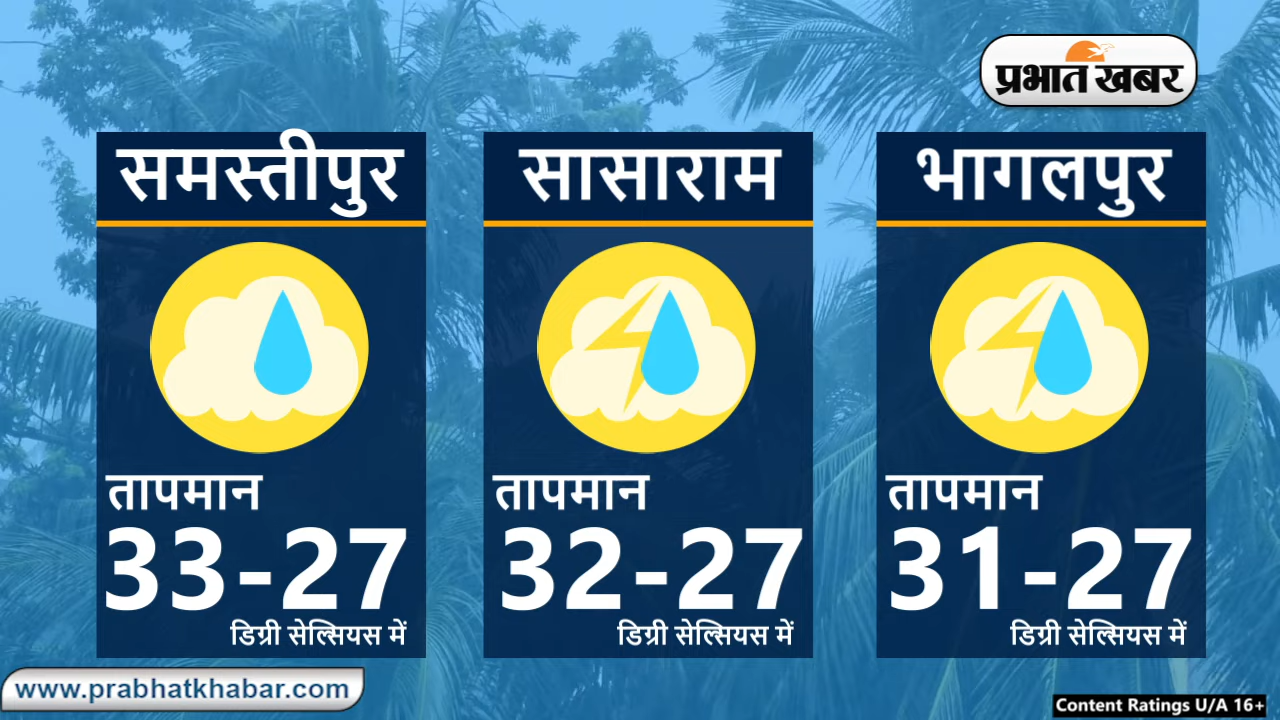 प्रभात खबर
समस्तीपुर
तापमान
33-27
डिग्री सेल्सियस में
सासाराम
तापमान
32-27
डिग्री सेल्सियस में
भागलपुर
तापमान
31-27
डिग्री सेल्सियस में
www.prabhatkhabar.com
Content Ratings U/A 16+